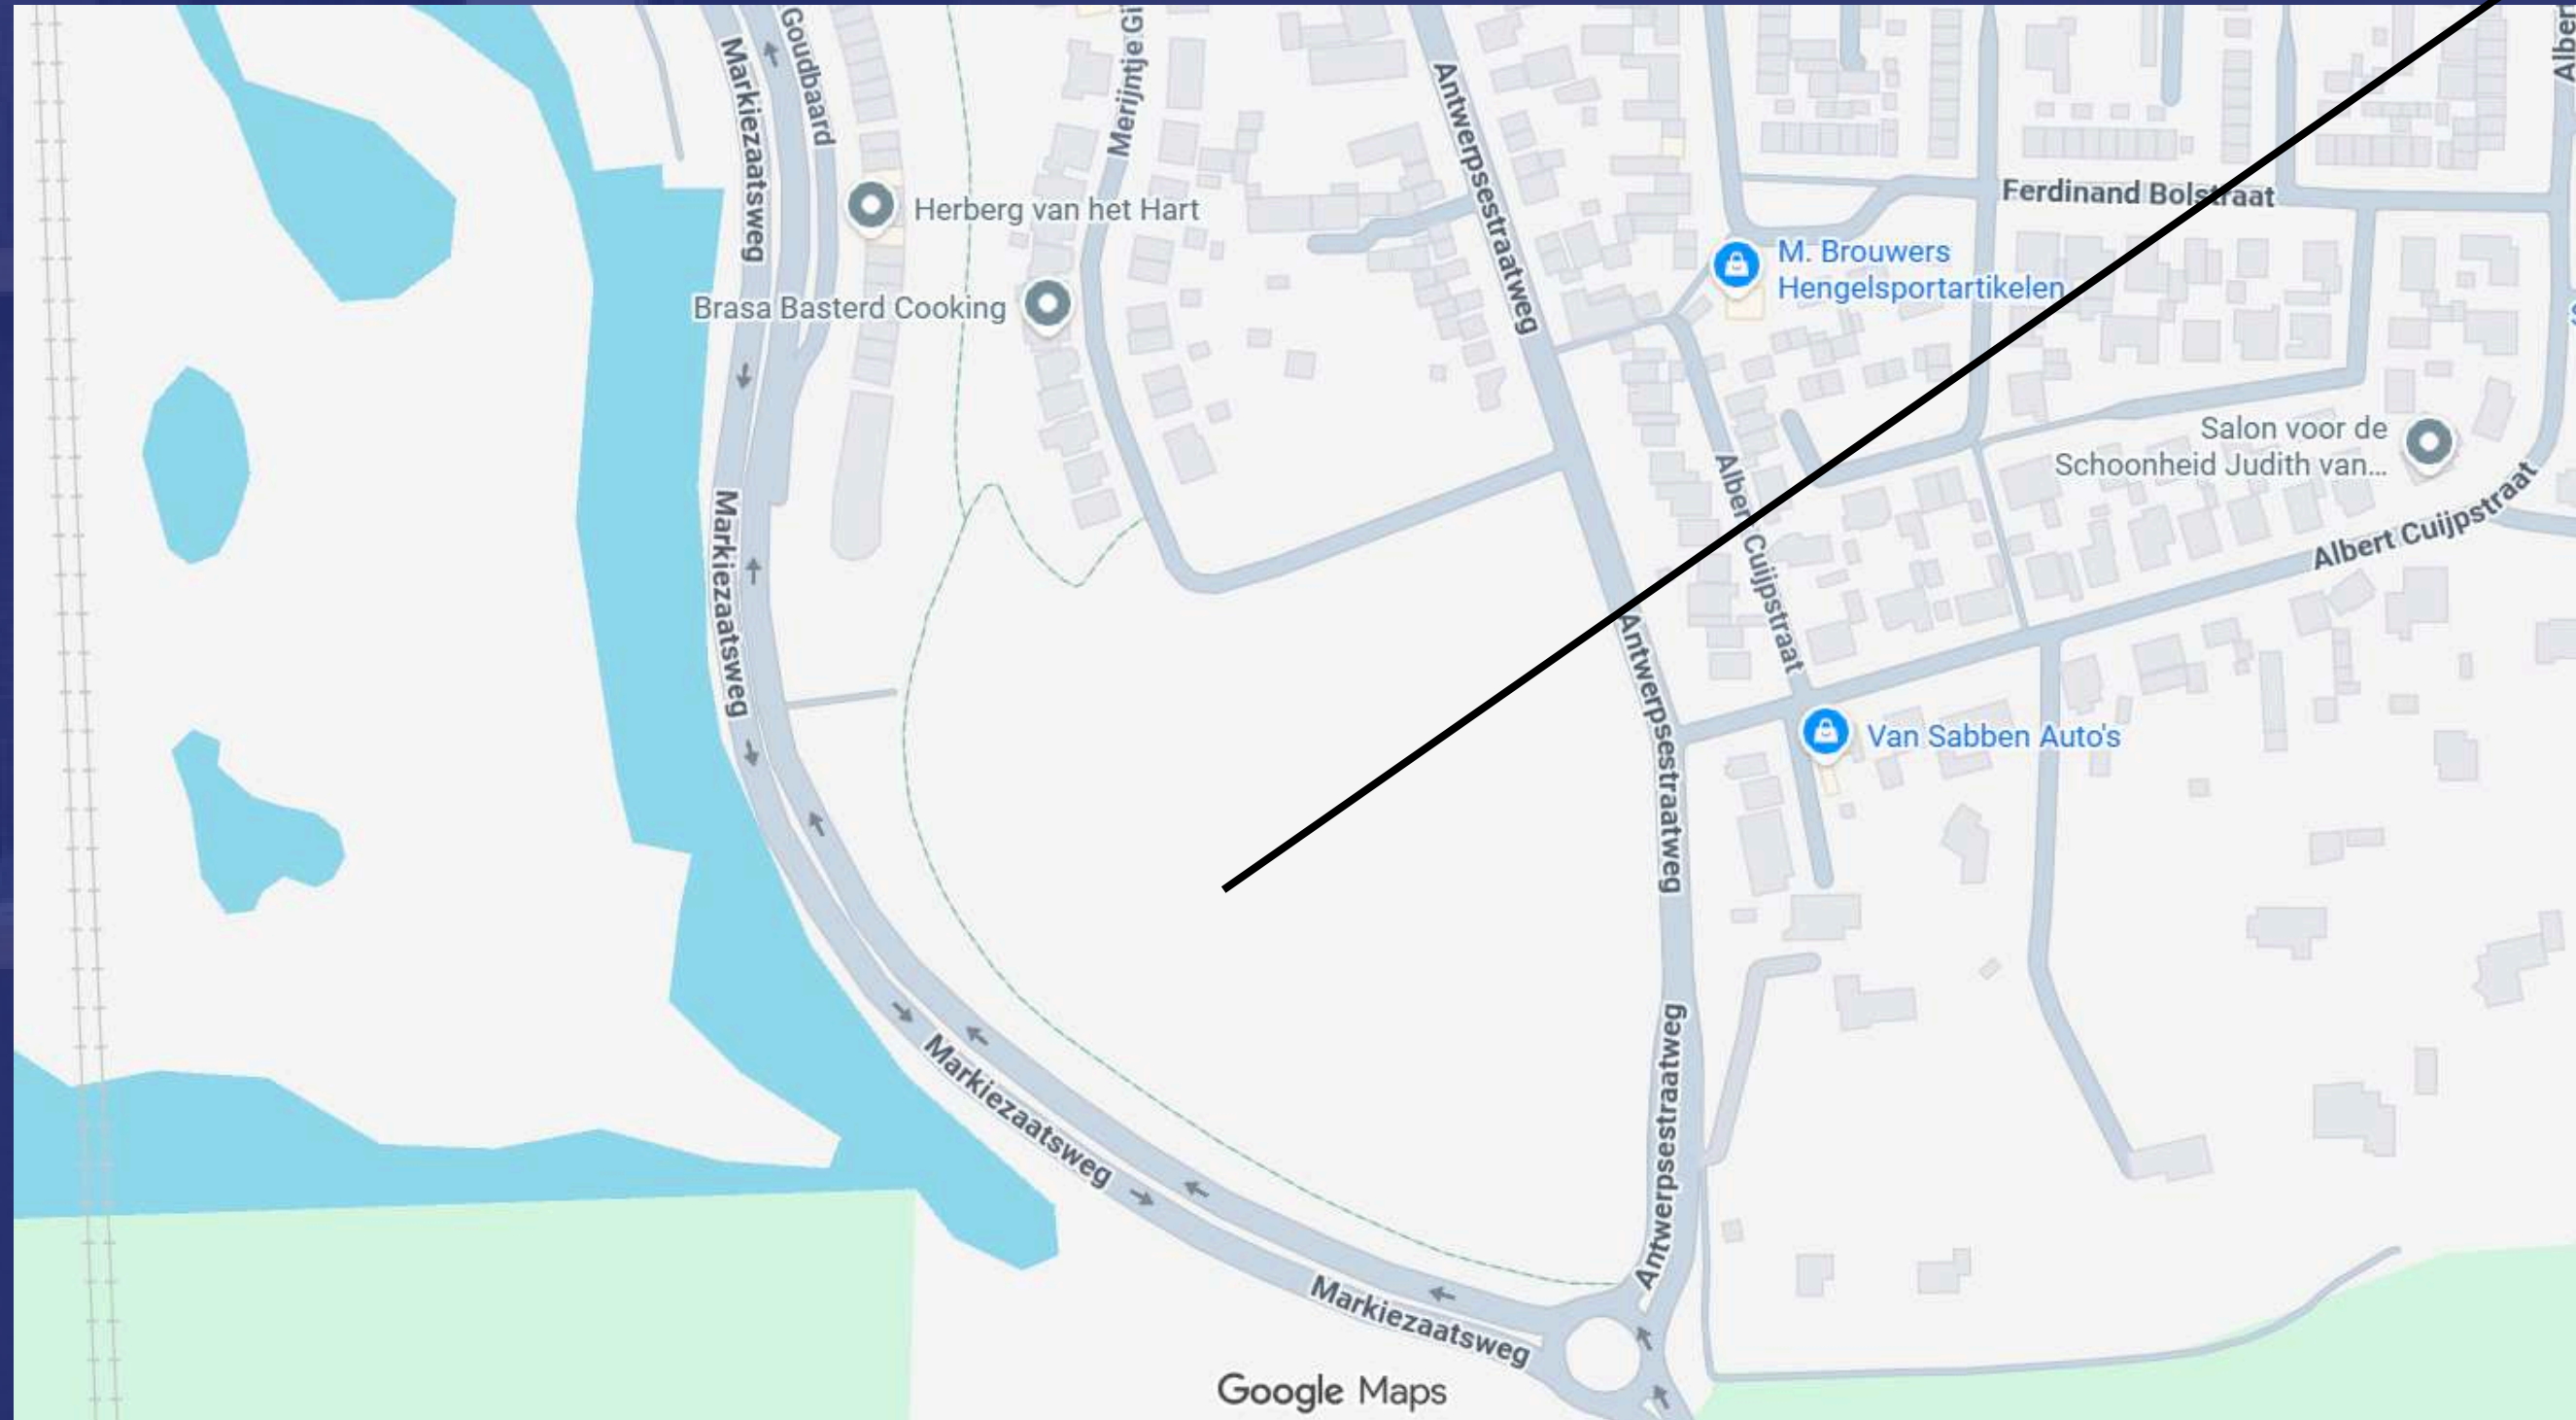 Goudbaard
Markiezaatsweg
Merijntje Gi
Antwerpsestraatweg
Alber
Herberg van het Hart
Ferdinand Bolstraat
M. Brouwers
Hengelsportartikelen
Brasa Basterd Cooking
Salon voor de
Schoonheid Judith van...
Albert Cuijpstraat
Albert Cuijpstraat
Markiezaatsweg
Antwerpsestraatweg
Van Sabben Auto's
Antwerpsestraatweg
Markiezaatsweg
Markiezaatsweg
Google Maps